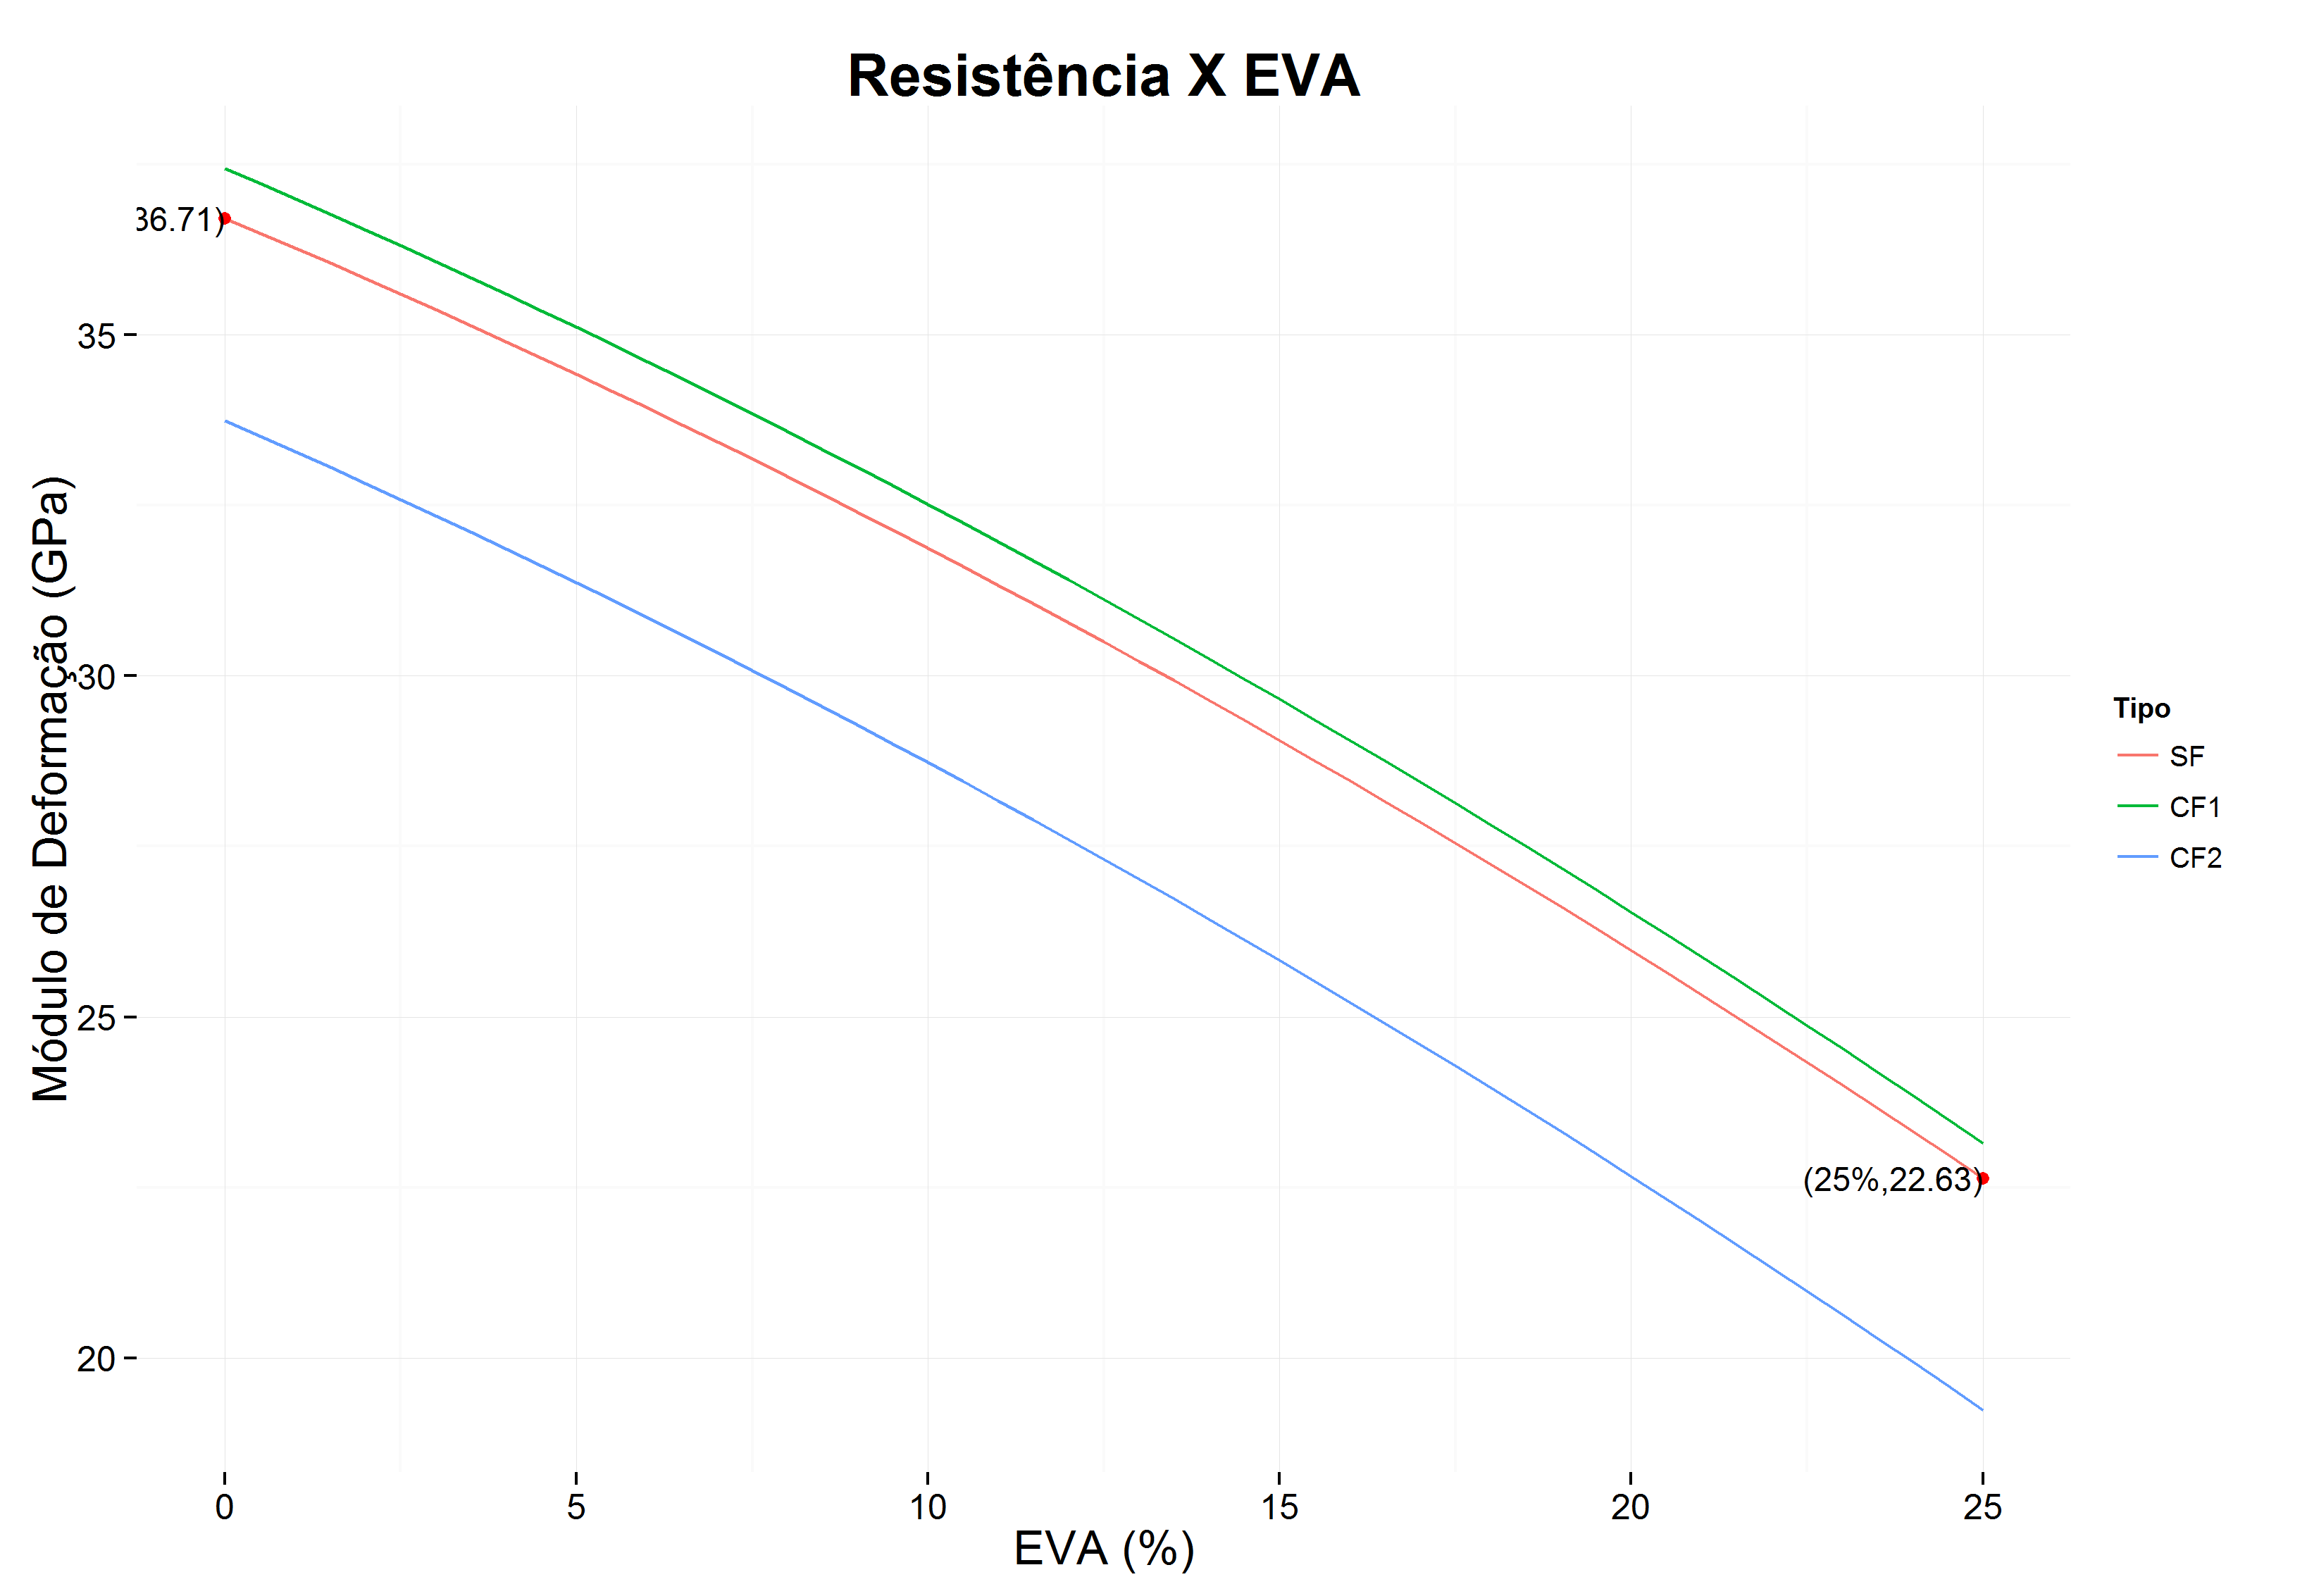 Resistência X EVA
Módulo de Deformação (GPa)
36.71)
35
30
25
20
(25%,22.63)
0 5 10 15 20 25
EVA (%)
Tipo
SF
CF1
CF2